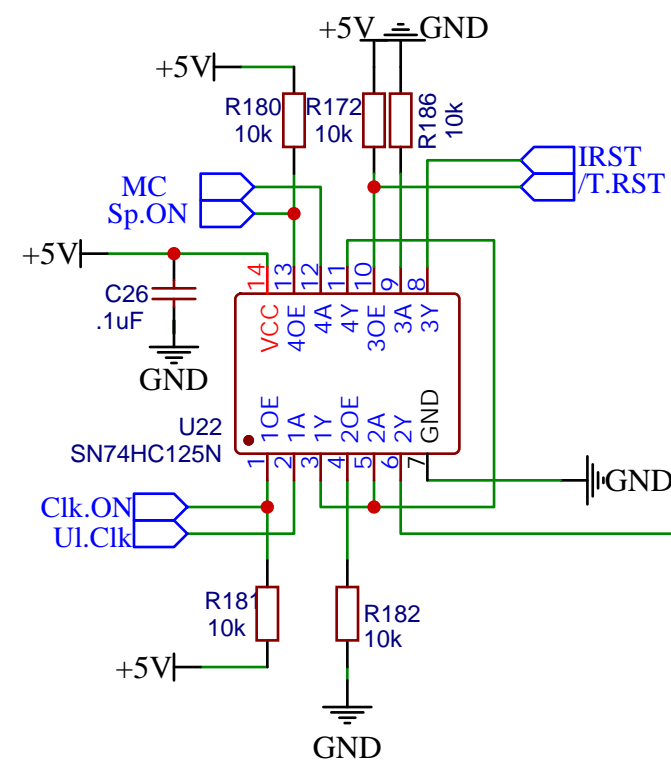 +5V GND
+5V
R180 R172 R186
10k 10k 10k
MC
Sp.ON
IRST
/T.RST
+5V
C26
.1uF
GND
14 13 12 11 10 9 8
VCC 4OE 4A 4Y 3OE 3A 3Y
U22
SN74HC125N
1OE 1A 1Y 2OE 2A 2Y GND
1 2 3 4 5 6 7
GND
Clk.ON
Ul.Clk
R181
10k
R182
10k
+5V
GND